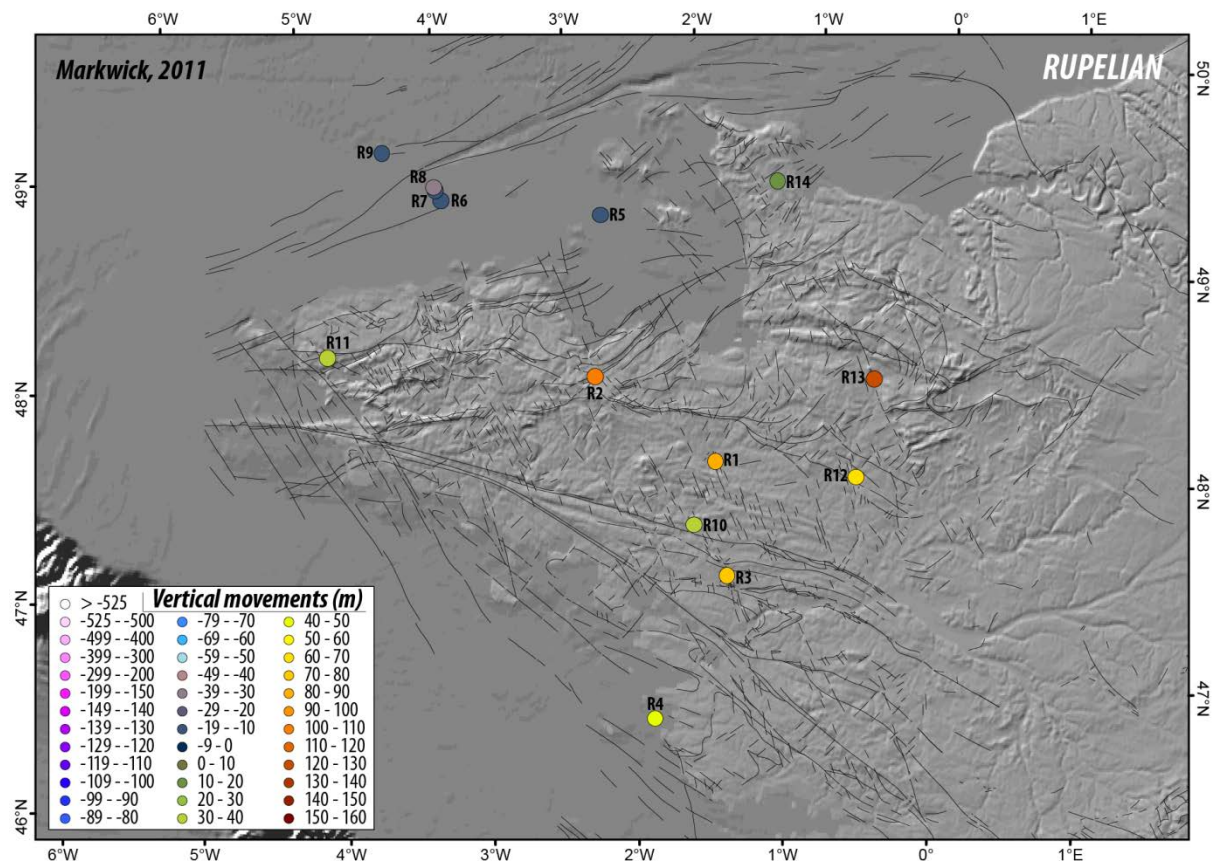 6°W 5°W 4°W 3°W 2°W 1°W 0° 1°E
Markwick, 2011
RUPELIAN
50°N
R9
R8
R14
49°N
R7 R6
R5
49°N
R11
R13
R2
48°N
R1
R12
48°N
R10
R3
Vertical movements (m)
47°N
> -525
-525 - -500
-499 - -400
-399 - -300
-299 - -200
-199 - -150
-149 - -140
-139 - -130
-129 - -120
-119 - -110
-109 - -100
-99 - -90
-89 - -80
-79 - -70
-69 - -60
-59 - -50
-49 - -40
-39 - -30
-29 - -20
-19 - -10
-9 - 0
0 - 10
10 - 20
20 - 30
30 - 40
40 - 50
50 - 60
60 - 70
70 - 80
80 - 90
90 - 100
100 - 110
110 - 120
120 - 130
130 - 140
140 - 150
150 - 160
47°N
R4
46°N
6°W 5°W 4°W 3°W 2°W 1°W 0° 1°E